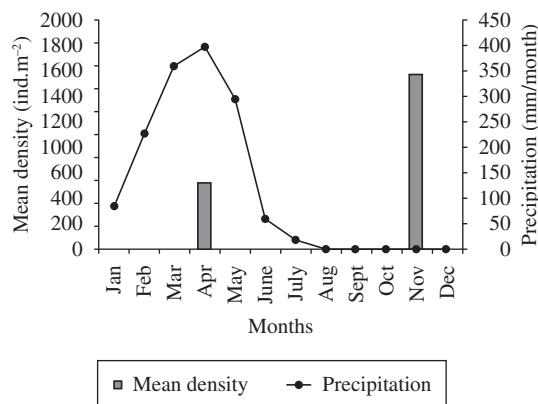 2000
1800
1600
1400
1200
1000
800
600
400
200
0
Mean density (ind.m⁻²)
450
400
350
300
250
200
150
100
50
0
Precipitation (mm/month)
Jan
Feb
Mar
Apr
May
June
July
Aug
Sept
Oct
Nov
Dec
Months
Mean density
Precipitation